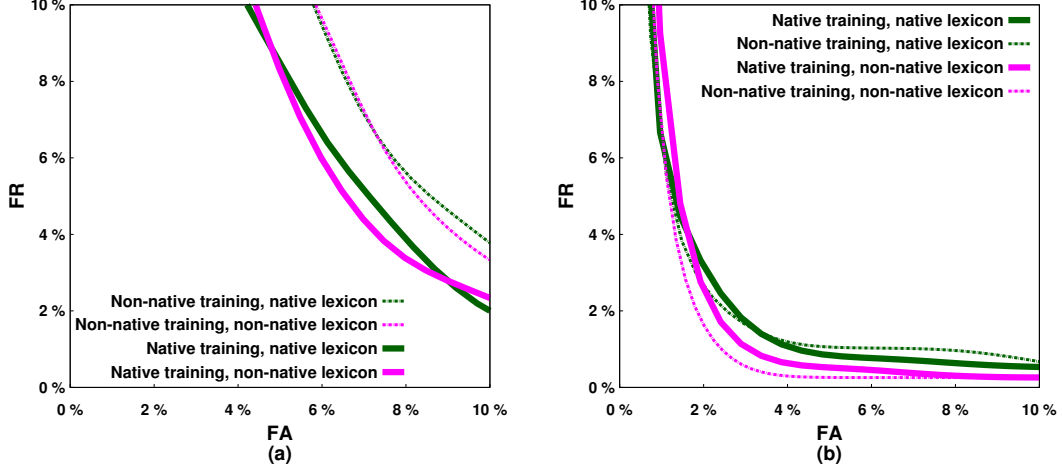 10 %
8 %
6 %
4 %
2 %
0 %
FR
Non-native training, native lexicon
Non-native training, non-native lexicon
Native training, native lexicon
Native training, non-native lexicon
0 % 2 % 4 % 6 % 8 % 10 %
FA
(a)
10 %
8 %
6 %
4 %
2 %
0 %
FR
Native training, native lexicon
Non-native training, native lexicon
Native training, non-native lexicon
Non-native training, non-native lexicon
0 % 2 % 4 % 6 % 8 % 10 %
FA
(b)